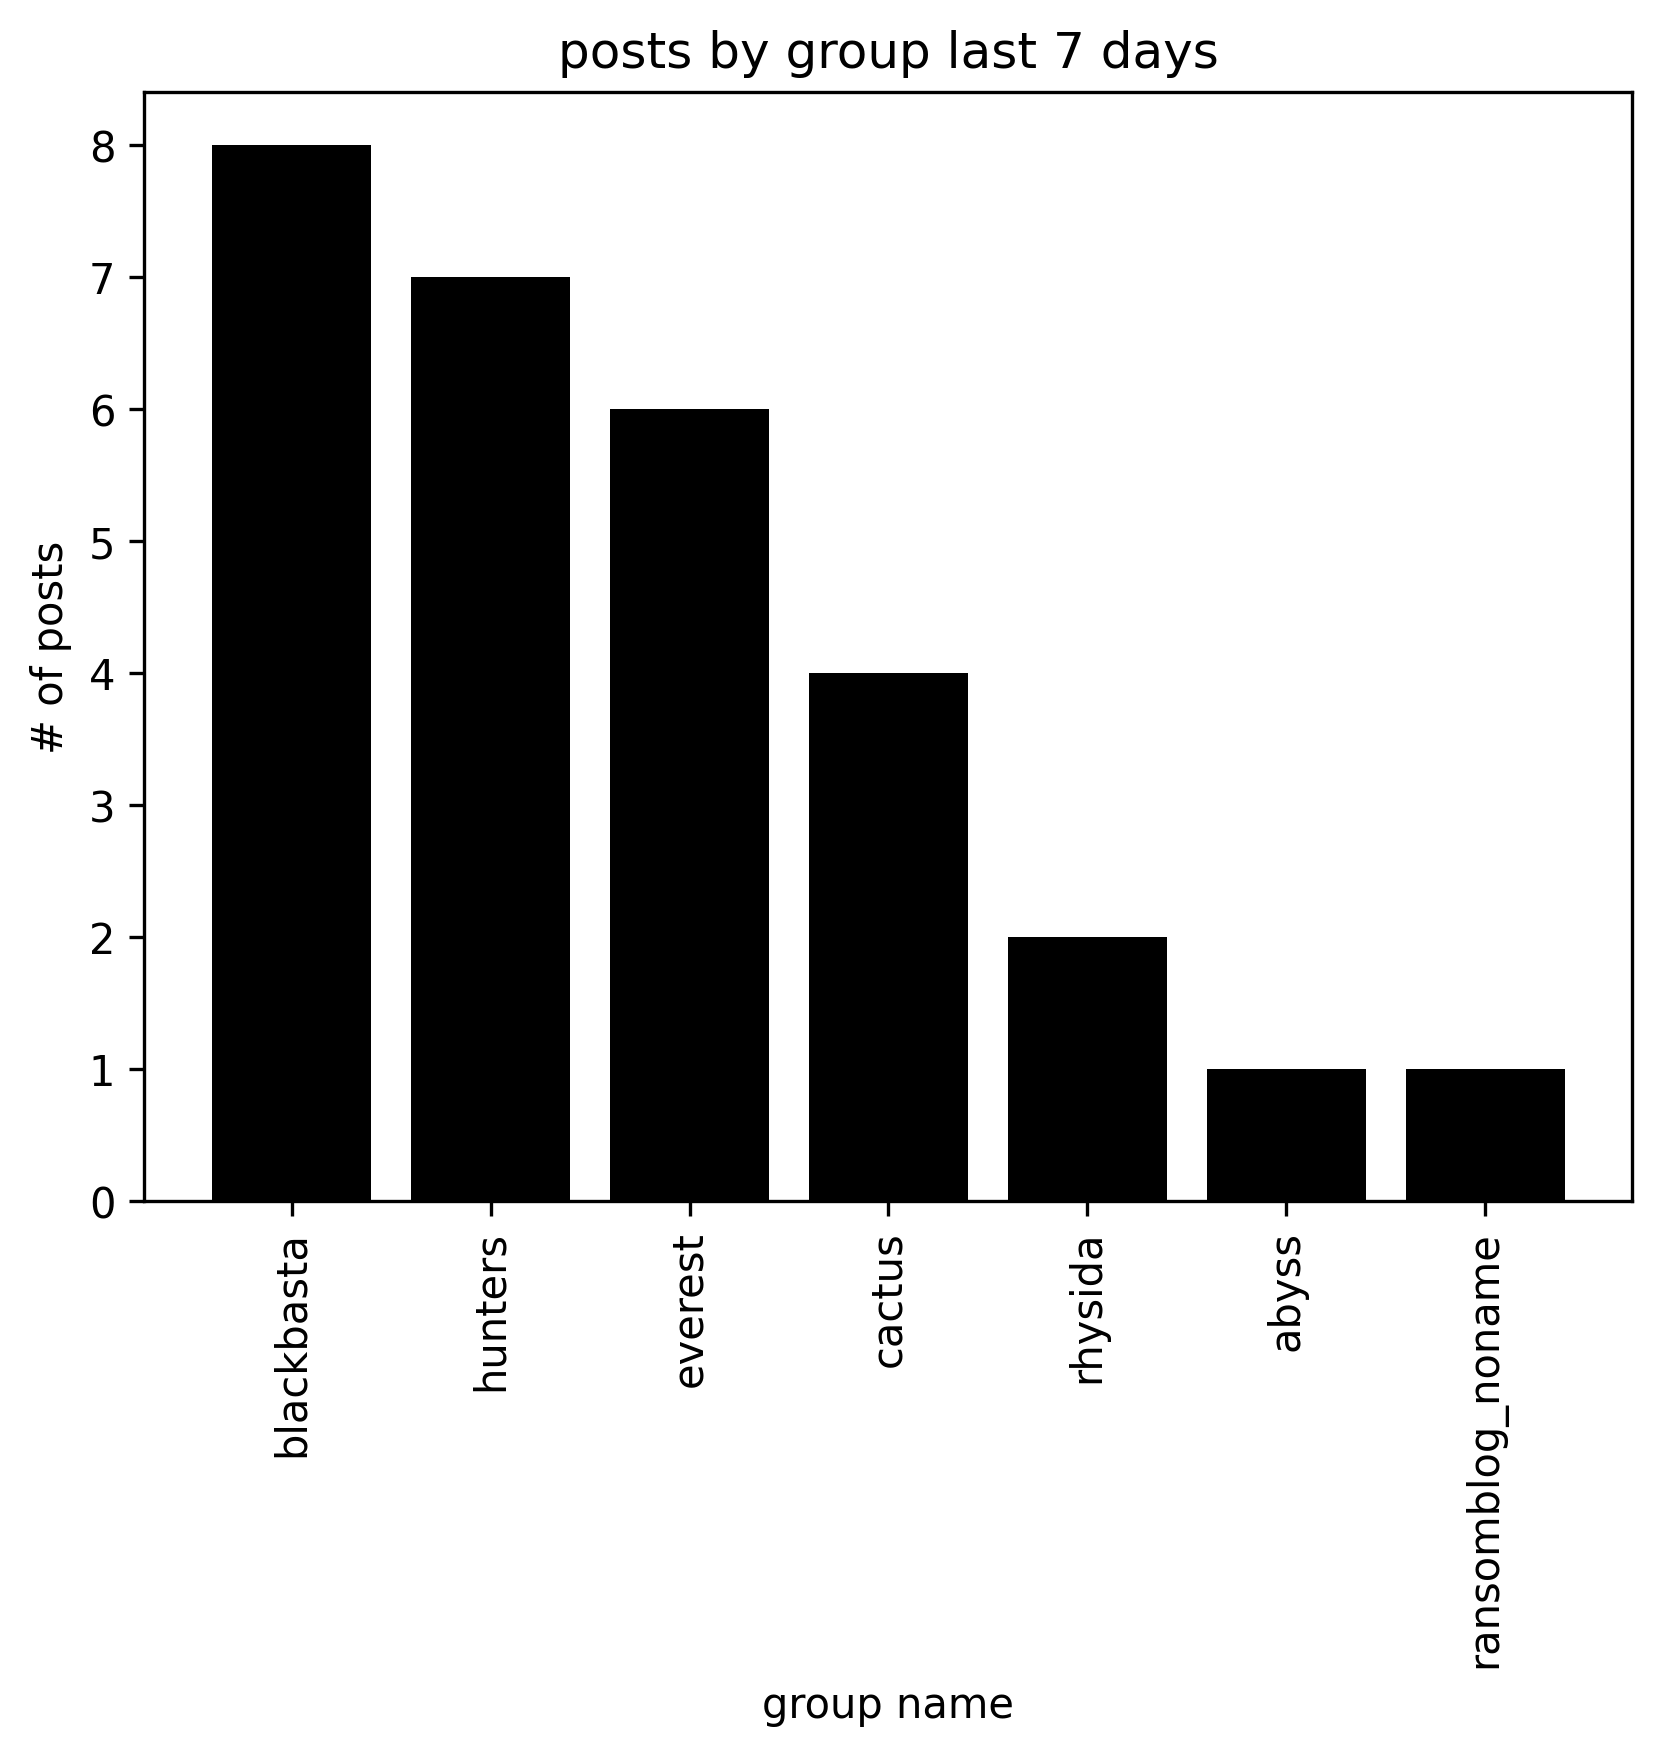 posts by group last 7 days
8
7
6
5
4
3
2
1
0
# of posts
blackbasta
hunters
everest
cactus
rhysida
abyss
ransomblog_noname
group name